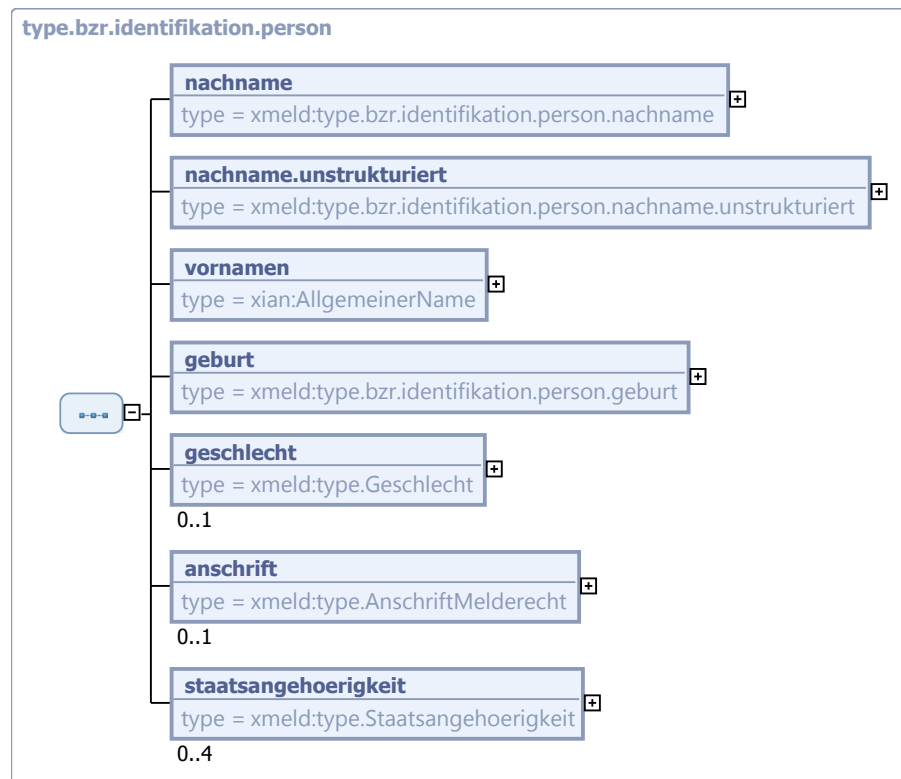 type.bzr.identifikation.person
nachname
type = xmeld:type.bzr.identifikation.person.nachname
nachname.unstrukturiert
type = xmeld:type.bzr.identifikation.person.nachname.unstrukturiert
vornamen
type = xian:AllgemeinerName
geburt
type = xmeld:type.bzr.identifikation.person.geburt
geschlecht
type = xmeld:type.Geschlecht
0..1
anschrift
type = xmeld:type.AnschriftMelderecht
0..1
staatsangehoerigkeit
type = xmeld:type.Staatsangehoerigkeit
0..4